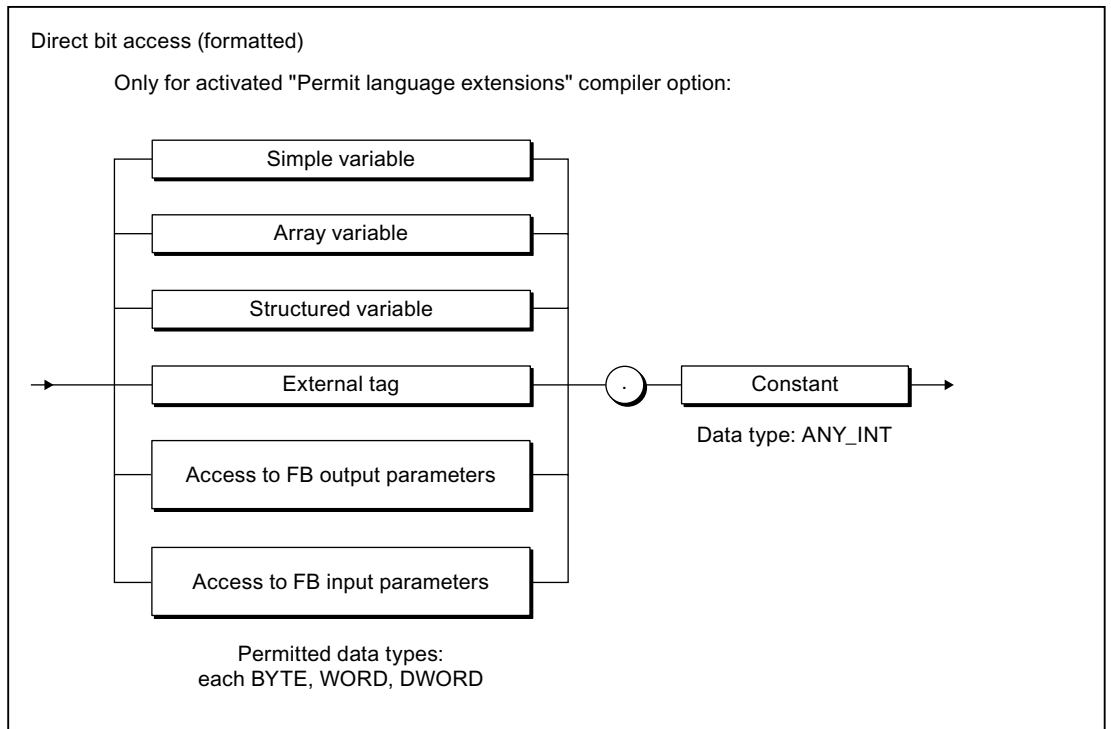 Direct bit access (formatted)
Only for activated "Permit language extensions" compiler option:
Simple variable
Array variable
Structured variable
External tag
.
Constant
Data type: ANY_INT
Access to FB output parameters
Access to FB input parameters
Permitted data types:
each BYTE, WORD, DWORD